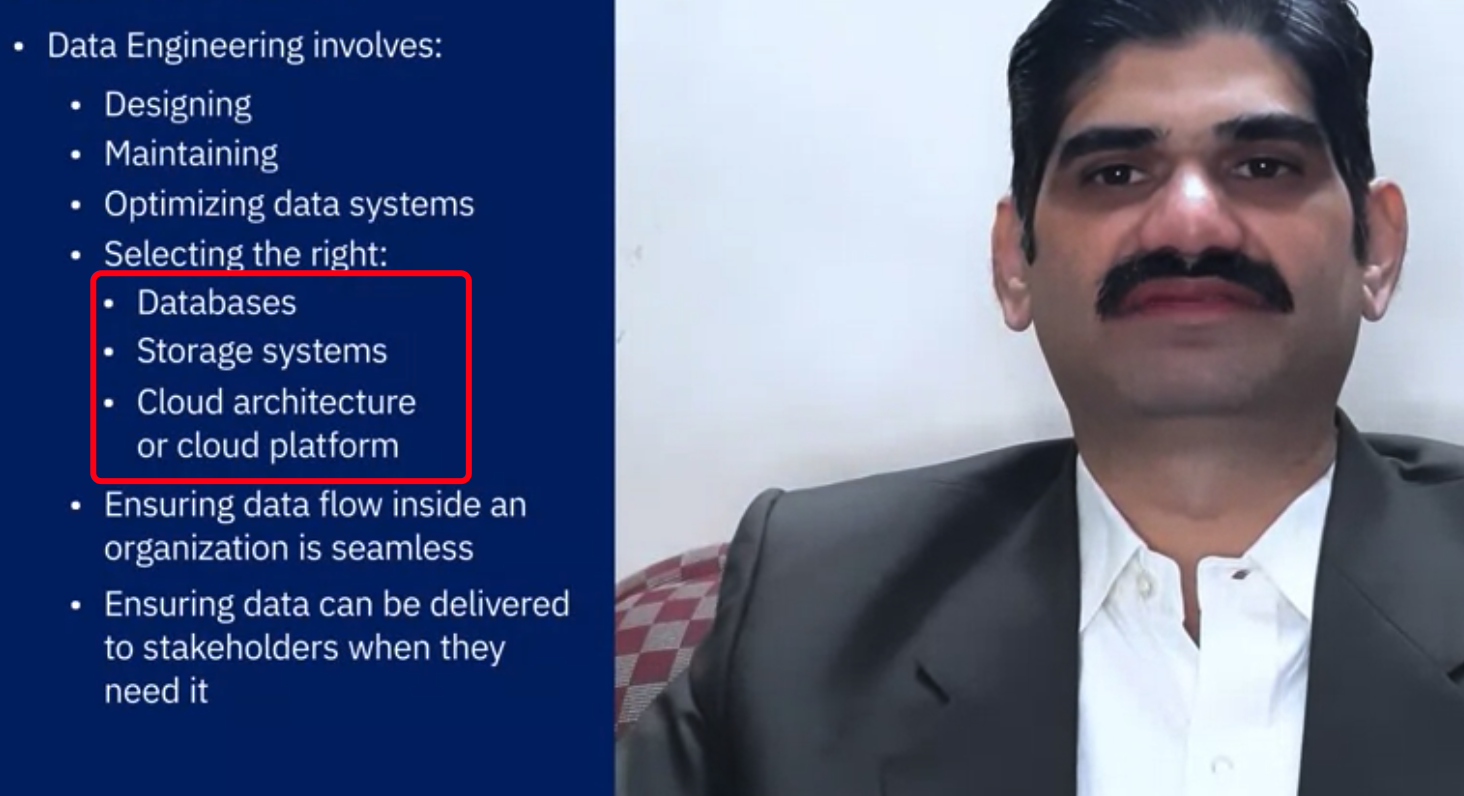 • Data Engineering involves:
• Designing
• Maintaining
• Optimizing data systems
• Selecting the right:
• Databases
• Storage systems
• Cloud architecture
or cloud platform
• Ensuring data flow inside an
organization is seamless
• Ensuring data can be delivered
to stakeholders when they
need it